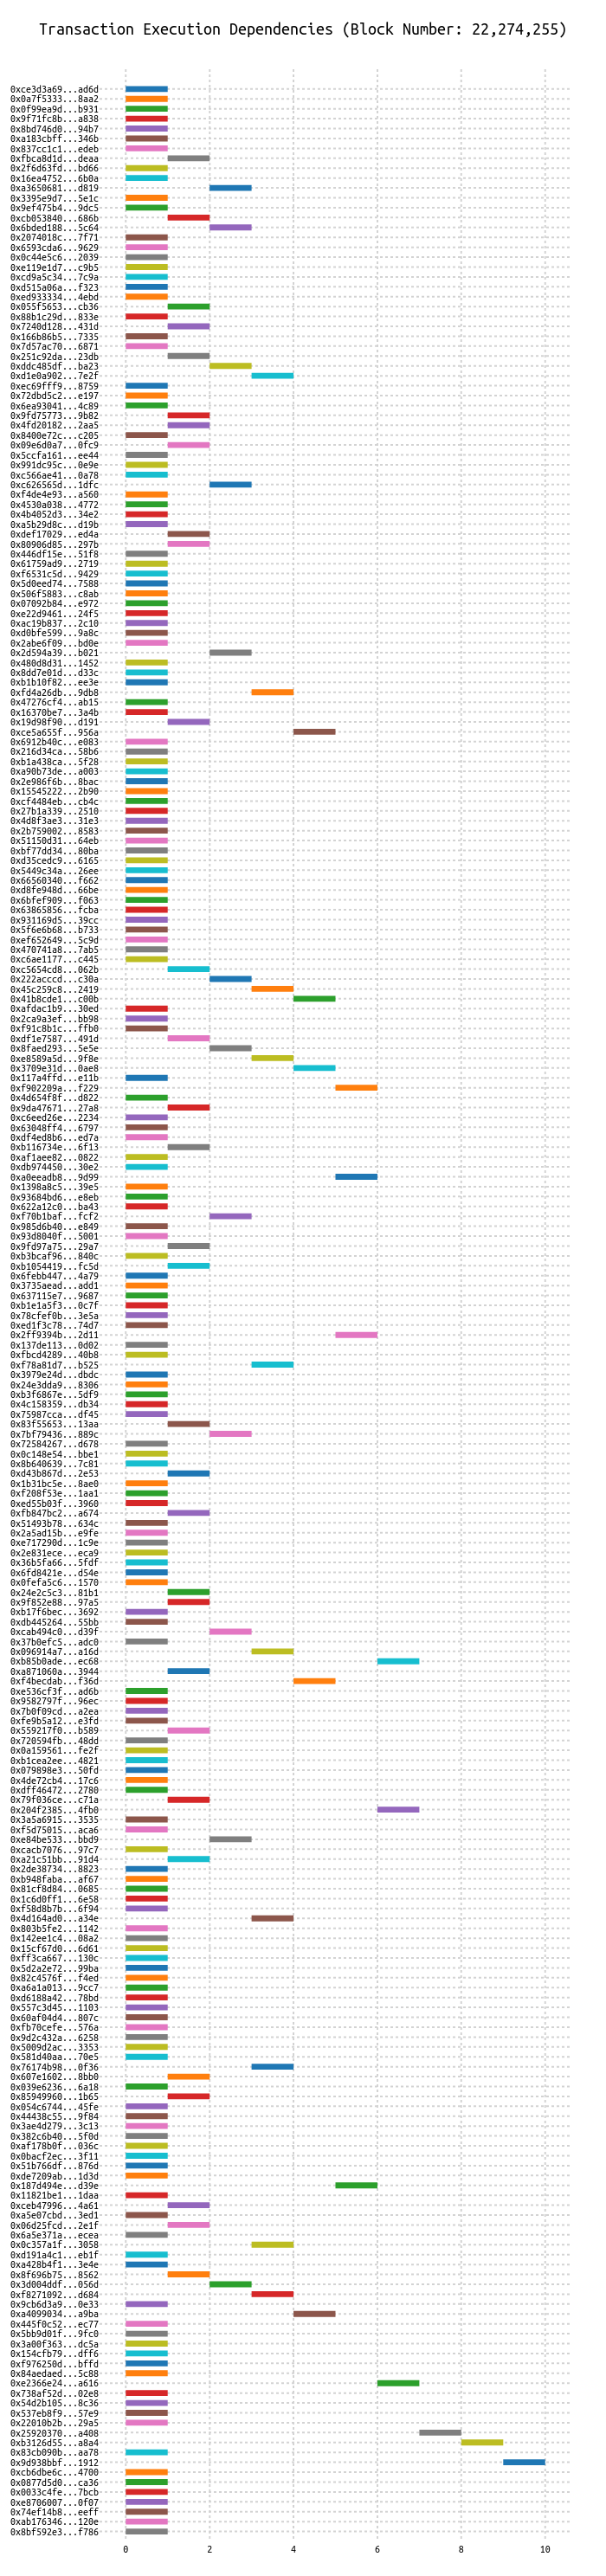 Transaction Execution Dependencies (Block Number: 22,274,255)
0xce3d3a69...ad6d
0x0a7f5333...8aa2
0x0f99ea9d...b931
0x9f71fc8b...a838
0x8bd746d0...94b7
0xa183cbff...346b
0x837cc1c1...edeb
0xfbca8d1d...deaa
0x2f6d63fd...bd66
0x16ea4752...6b0a
0xa3650681...d819
0x3395e9d7...5e1c
0x9ef475b4...9dc5
0xcb053840...686b
0x6bded188...5c64
0x2074018c...7f71
0x6593cda6...9629
0x0c44e5c6...2039
0xe119e1d7...c9b5
0xcd9a5c34...7c9a
0xd515a06a...f323
0xed933334...4ebd
0x055f5653...cb36
0x88b1c29d...833e
0x7240d128...431d
0x166b86b5...7335
0x7d57ac70...6871
0x251c92da...23db
0xddc485df...ba23
0xd1e0a902...7e2f
0xec69fff9...8759
0x72dbd5c2...e197
0x6ea93041...4c89
0x9fd75773...9b82
0x4fd20182...2aa5
0x8400e72c...c205
0x09e6d0a7...0fc9
0x5ccfa161...ee44
0x991dc95c...0e9e
0xc566ae41...0a78
0xc626565d...1dfc
0xf4de4e93...a560
0x4530a038...4772
0x4b4052d3...34e2
0xa5b29d8c...d19b
0xdef17029...ed4a
0x80906d85...297b
0x446df15e...51f8
0x61759ad9...2719
0xf6531c5d...9429
0x5d0eed74...7588
0x506f5883...c8ab
0x07092b84...e972
0xe22d9461...24f5
0xac19b837...2c10
0xd0bfe599...9a8c
0x2abe6f09...bd0e
0x2d594a39...b021
0x480d8d31...1452
0x8dd7e01d...d33c
0xb1b10f82...ee3e
0xfd4a26db...9db8
0x47276cf4...ab15
0x16370be7...3a4b
0x19d98f90...d191
0xce5a655f...956a
0x6912b40c...e083
0x216d34ca...58b6
0xb1a438ca...5f28
0xa90b73de...a003
0x2e986f6b...8bac
0x15545222...2b90
0xcf4484eb...cb4c
0x27b1a339...2510
0x4d8f3ae3...31e3
0x2b759002...8583
0x51150d31...64eb
0xbf77dd34...80ba
0xd35cedc9...6165
0x5449c34a...26ee
0x66560340...f662
0xd8fe948d...66be
0x6bfef909...f063
0x63865856...fcba
0x931169d5...39cc
0x5f6e6b68...b733
0xef652649...5c9d
0x470741a8...7ab5
0xc6ae1177...c445
0xc5654cd8...062b
0x222acccd...c30a
0x45c259c8...2419
0x41b8cde1...c00b
0xafdac1b9...30ed
0x2ca9a3ef...bb98
0xf91c8b1c...ffb0
0xdf1e7587...491d
0x8faed293...5e5e
0xe8589a5d...9f8e
0x3709e31d...0ae8
0x117a4ffd...e11b
0xf902209a...f229
0x4d654f8f...d822
0x9da47671...27a8
0xc6eed26e...2234
0x63048ff4...6797
0xdf4ed8b6...ed7a
0xb116734e...6f13
0xaf1aee82...0822
0xdb974450...30e2
0xa0eeadb8...9d99
0x1398a8c5...39e5
0x93684bd6...e8eb
0x622a12c0...ba43
0xf70b1baf...fcf2
0x985d6b40...e849
0x93d8040f...5001
0x9fd97a75...29a7
0xb3bcaf96...840c
0xb1054419...fc5d
0x6febb447...4a79
0x3735aead...add1
0x637115e7...9687
0xb1e1a5f3...0c7f
0x78cfef0b...3e5a
0xed1f3c78...74d7
0x2ff9394b...2d11
0x137de113...0d02
0xfbcd4289...40b8
0xf78a81d7...b525
0x3979e24d...dbdc
0x24e3dda9...8306
0xb3f6867e...5df9
0x4c158359...db34
0x75987cca...df45
0x83f55653...13aa
0x7bf79436...889c
0x72584267...d678
0x0c148e54...bbe1
0x8b640639...7c81
0xd43b867d...2e53
0x1b31bc5e...8ae0
0xf208f53e...1aa1
0xed55b03f...3960
0xfb847bc2...a674
0x51493b78...634c
0x2a5ad15b...e9fe
0xe717290d...1c9e
0x2e831ece...eca9
0x36b5fa66...5fdf
0x6fd8421e...d54e
0x0fefa5c6...1570
0x24e2c5c3...81b1
0x9f852e88...97a5
0xb17f6bec...3692
0xdb445264...55bb
0xcab494c0...d39f
0x37b0efc5...adc0
0x096914a7...a16d
0xb85b0ade...ec68
0xa871060a...3944
0xf4becdab...f36d
0xe536cf3f...ad6b
0x9582797f...96ec
0x7b0f09cd...a2ea
0xfe9b5a12...e3fd
0x559217f0...b589
0x720594fb...48dd
0x0a159561...fe2f
0xb1cea2ee...4821
0x079898e3...50fd
0x4de72cb4...17c6
0xdff46472...2780
0x79f036ce...c71a
0x204f2385...4fb0
0x3a5a6915...3535
0xf5d75015...aca6
0xe84be533...bbd9
0xcacb7076...97c7
0xa21c51bb...91d4
0x2de38734...8823
0xb948faba...af67
0x81cf8d84...0685
0x1c6d0ff1...6e58
0xf58d8b7b...6f94
0x4d164ad0...a34e
0x803b5fe2...1142
0x142ee1c4...08a2
0x15cf67d0...6d61
0xff3ca667...130c
0x5d2a2e72...99ba
0x82c4576f...f4ed
0xa6a1a013...9cc7
0xd6188a42...78bd
0x557c3d45...1103
0x60af04d4...807c
0xfb70cefe...576a
0x9d2c432a...6258
0x5009d2ac...3353
0x581d40aa...70e5
0x76174b98...0f36
0x607e1602...8bb0
0x039e6236...6a18
0x85949960...1b65
0x054c6744...45fe
0x44438c55...9f84
0x3ae4d279...3c13
0x382c6b40...5f0d
0xaf178b0f...036c
0x0bacf2ec...3f11
0x51b766df...876d
0xde7209ab...1d3d
0x187d494e...d39e
0x11821be1...1daa
0xceb47996...4a61
0xa5e07cbd...3ed1
0x06d25fcd...2e1f
0x6a5e371a...ecea
0x0c357a1f...3058
0xd191a4c1...eb1f
0xa428b4f1...3e4e
0x8f696b75...8562
0x3d004ddf...056d
0xf8271092...d684
0x9cb6d3a9...0e33
0xa4099034...a9ba
0x445f0c52...ec77
0x5bb9d01f...9fc0
0x3a00f363...dc5a
0x154cfb79...dff6
0xf976250d...bffd
0x84aedaed...5c88
0xe2366e24...a616
0x738af52d...02e8
0x54d2b105...8c36
0x537eb8f9...57e9
0x22010b2b...29a5
0x25920370...a408
0xb3126d55...a8a4
0x83cb090b...aa78
0x9d938bbf...1912
0xcb6dbe6c...4700
0x0877d5d0...ca36
0x0033c4fe...7bcb
0xe8706007...0f07
0x74ef14b8...eeff
0xab176346...120e
0x8bf592e3...f786
0 2 4 6 8 10